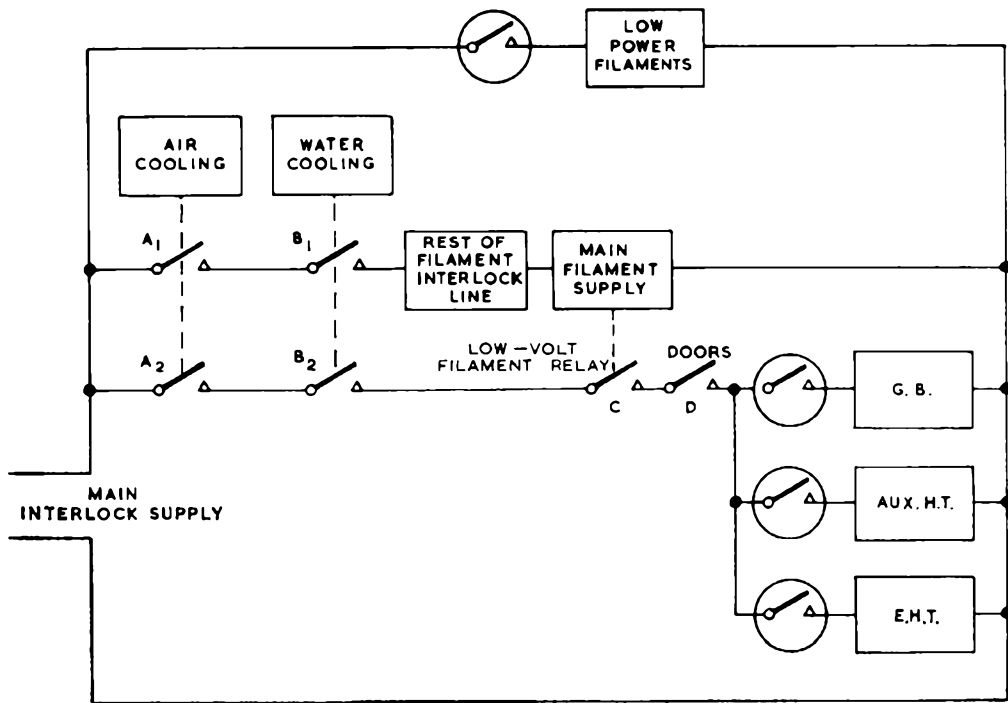 LOW
POWER
FILAMENTS
AIR
COOLING
WATER
COOLING
A1
B1
REST OF
FILAMENT
INTERLOCK
LINE
MAIN
FILAMENT
SUPPLY
A2
B2
LOW-VOLT
FILAMENT RELAY
DOORS
C
D
G. B.
MAIN
INTERLOCK SUPPLY
AUX. H.T.
E.H.T.